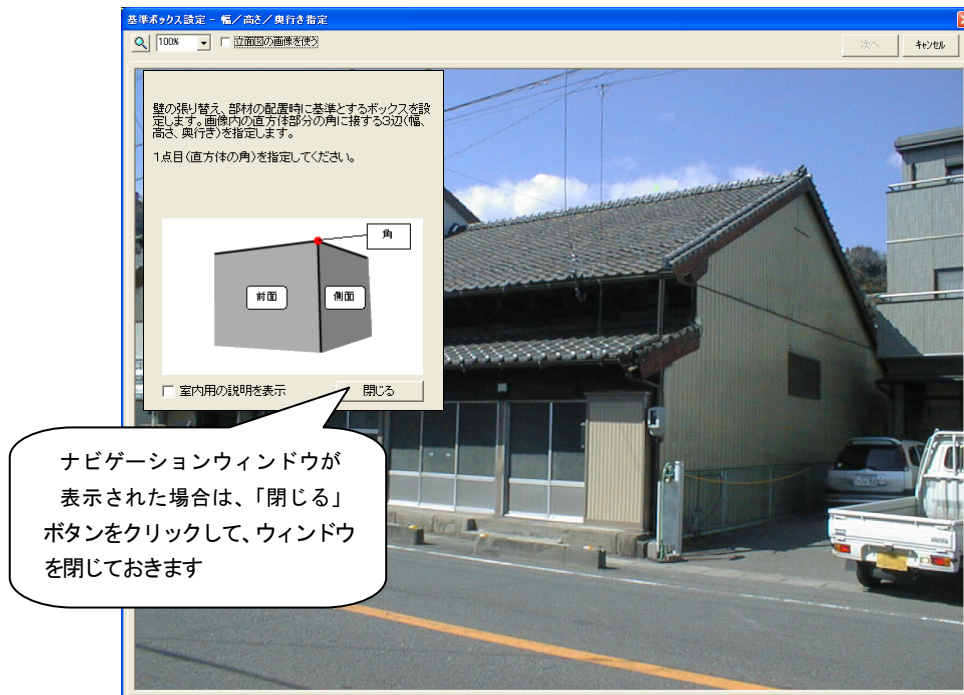 基準ボックス設定 - 幅／高さ／奥行き指定
100% 立面図の画像を使う 次へ キャンセル
壁の張り替え、部材の配置時に基準とするボックスを設
定します。画像内の直方体部分の角に接する3辺(幅、
高さ、奥行き)を指定します。
1点目(直方体の角)を指定してください。
角
前面 側面
室内用の説明を表示 閉じる
ナビゲーションウィンドウが
表示された場合は、「閉じる」
ボタンをクリックして、ウィンドウ
を閉じておきます